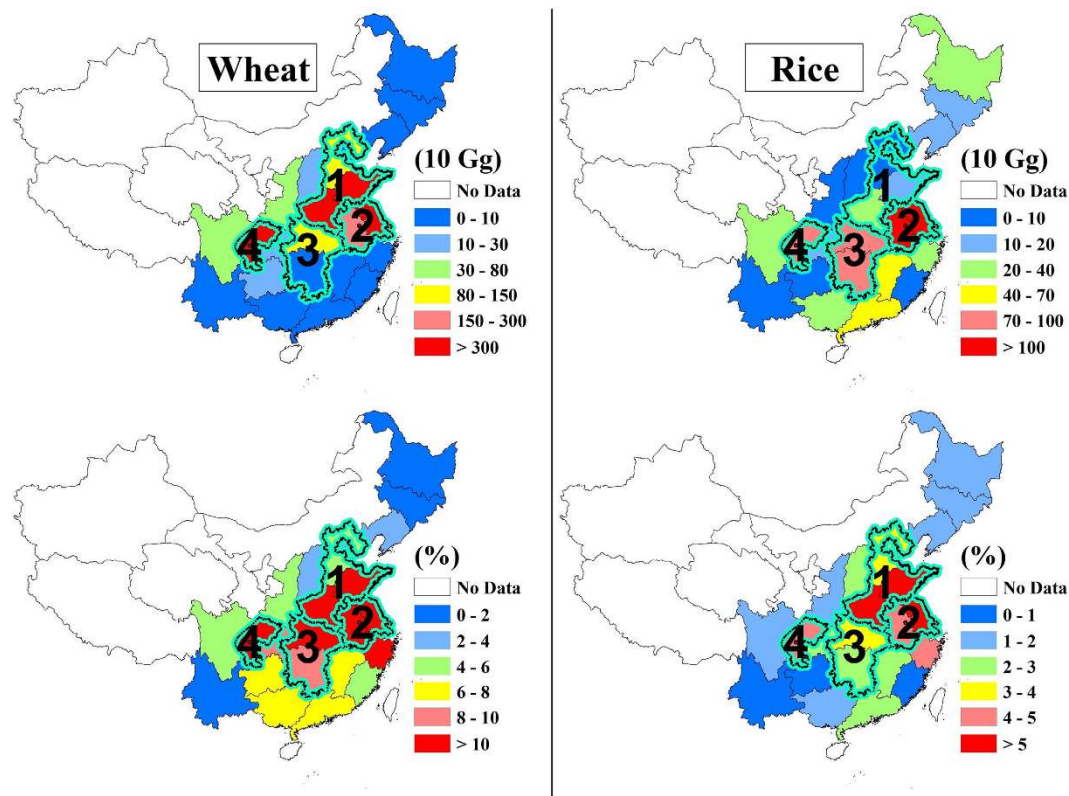 Wheat
(10 Gg)
No Data
0 - 10
10 - 30
30 - 80
80 - 150
150 - 300
> 300
1
2
3
4
Rice
(10 Gg)
No Data
0 - 10
10 - 20
20 - 40
40 - 70
70 - 100
> 100
1
2
3
4
(%)
No Data
0 - 2
2 - 4
4 - 6
6 - 8
8 - 10
> 10
1
2
3
4
(%)
No Data
0 - 1
1 - 2
2 - 3
3 - 4
4 - 5
> 5
1
2
3
4